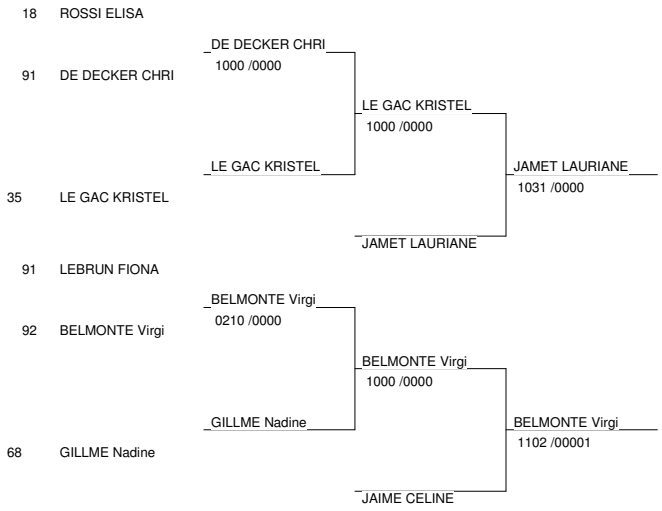 18 ROSSI ELISA
DE DECKER CHRI
1000 /0000
91 DE DECKER CHRI
LE GAC KRISTEL
1000 /0000
LE GAC KRISTEL
JAMET LAURIANE
1031 /0000
35 LE GAC KRISTEL
JAMET LAURIANE
91 LEBRUN FIONA
BELMONTE Virgi
0210 /0000
92 BELMONTE Virgi
BELMONTE Virgi
1000 /0000
GILLME Nadine
BELMONTE Virgi
1102 /00001
68 GILLME Nadine
JAIME CELINE